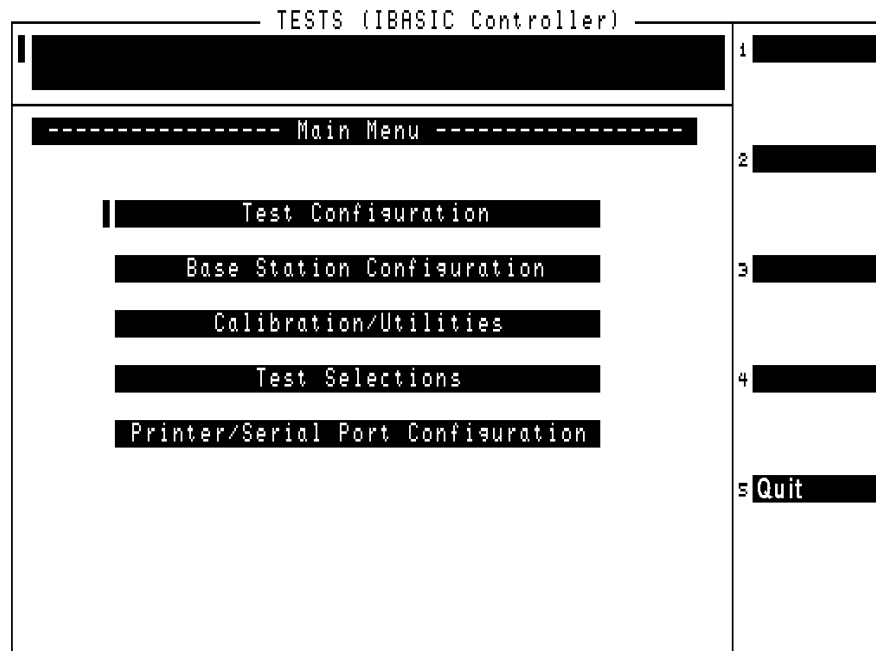 TESTS (IBASIC Controller)
1
----------------- Main Menu ------------------
2
Test Configuration
Base Station Configuration
3
Calibration/Utilities
Test Selections
4
Printer/Serial Port Configuration
5 Quit